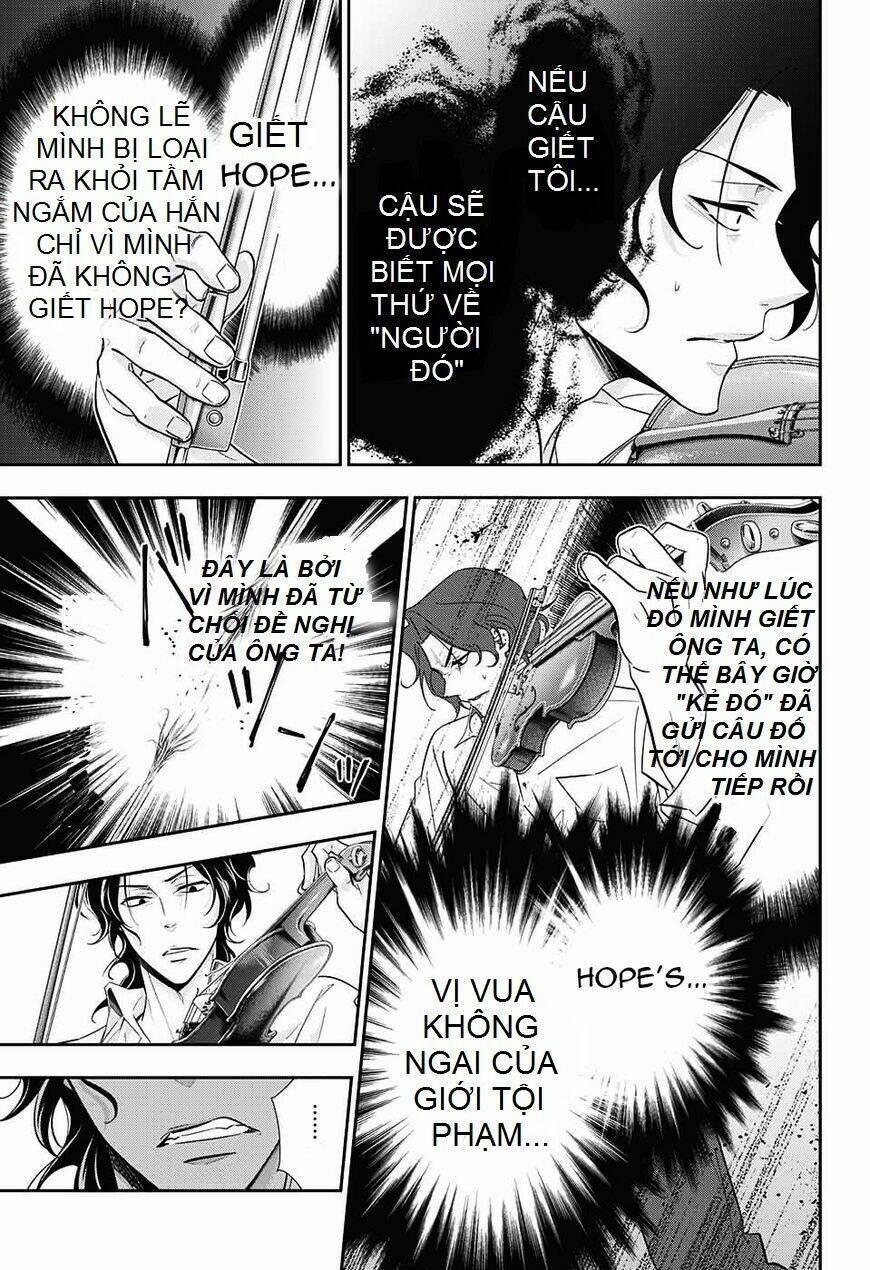 NẾU
CẬU
GIẾT
TÔI...
CẬU SẼ
ĐƯỢC
BIẾT MỌI
THỨ VỀ
"NGƯỜI
ĐÓ"
GIẾT
HOPE...
KHÔNG LẼ
MÌNH BỊ LOẠI
RA KHỎI TẦM
NGẮM CỦA HẮN
CHỈ VÌ MÌNH
ĐÃ KHÔNG
GIẾT HOPE?
NẾU NHƯ LÚC
ĐÓ MÌNH GIẾT
ÔNG TA, CÓ
THỂ BÂY GIỜ
"KẺ ĐÓ" ĐÃ
GỬI CÂU ĐỐ
TỚI CHO MÌNH
TIẾP RỒI
ĐÂY LÀ BỞI
VÌ MÌNH ĐÃ TỪ
CHỐI ĐỀ NGHỊ
CỦA ÔNG TA!
HOPE'S...
VỊ VUA
KHÔNG
NGAI CỦA
GIỚI TỘI
PHẠM...
......